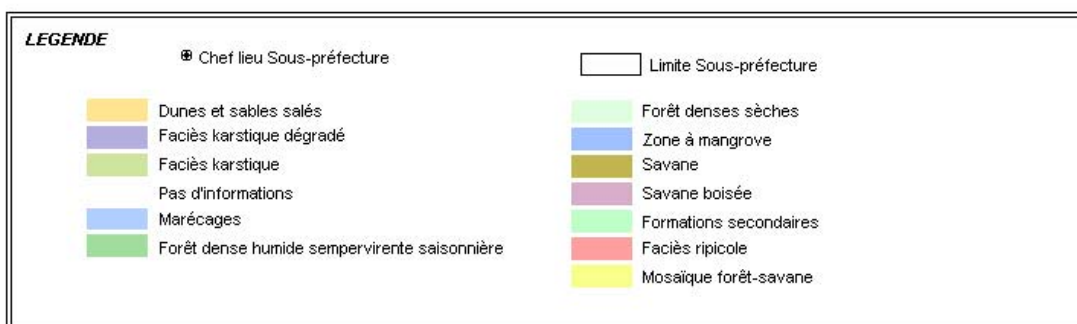 LEGENDE
Chef lieu Sous-préfecture
Limite Sous-préfecture
Dunes et sables salés
Faciès karstique dégradé
Faciès karstique
Pas d'informations
Marécages
Forêt dense humide sempervirente saisonnière
Forêt denses sèches
Zone à mangrove
Savane
Savane boisée
Formations secondaires
Faciès ripicole
Mosaïque forêt-savane